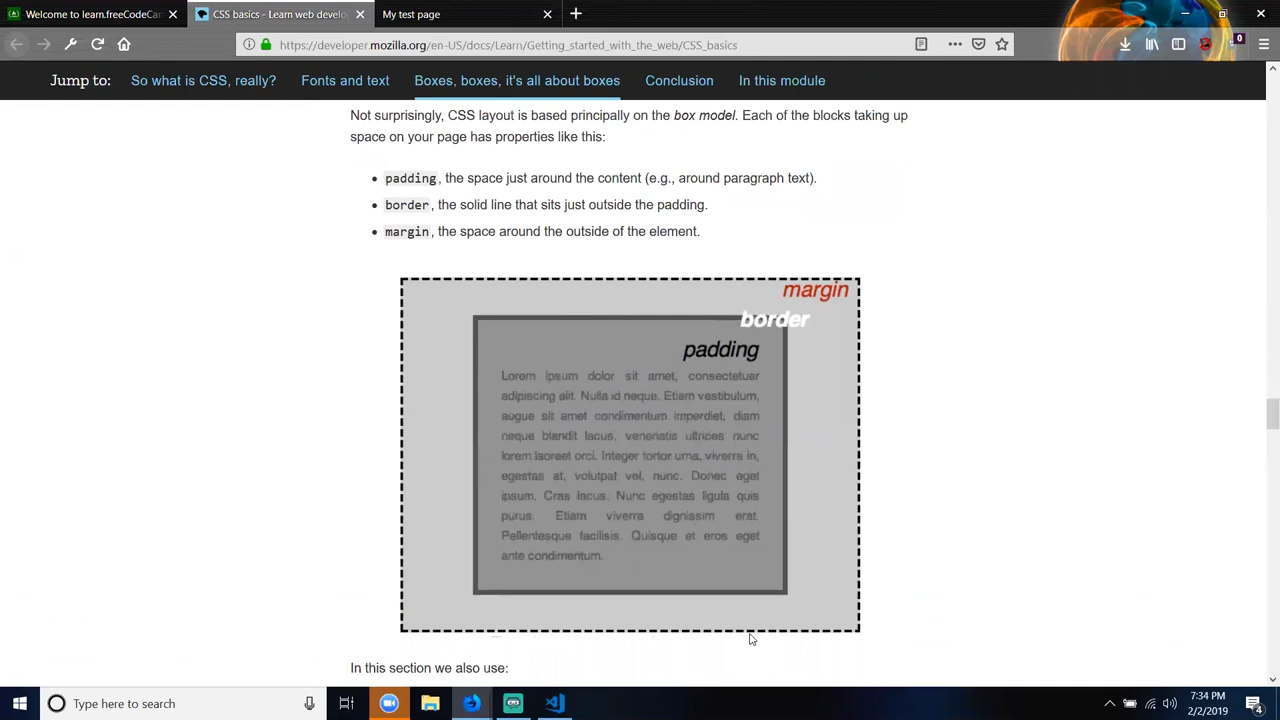 Welcome to learn.freeCodeCam
CSS basics - Learn web develo
My test page
https://developer.mozilla.org/en-US/docs/Learn/Getting_started_with_the_web/CSS_basics
0
Jump to:
So what is CSS, really?
Fonts and text
Boxes, boxes, it's all about boxes
Conclusion
In this module
Not surprisingly, CSS layout is based principally on the box model. Each of the blocks taking up
space on your page has properties like this:
• padding, the space just around the content (e.g., around paragraph text).
• border, the solid line that sits just outside the padding.
• margin, the space around the outside of the element.
margin
border
padding
Lorem ipsum dolor sit amet, consectetuer
adipiscing elit. Nulla id neque. Etiam vestibulum,
augue sit amet condimentum imperdiet, diam
neque blandit lacus, venenatis ultrices nunc
lorem laoreet orci. Integer tortor urna, viverra in,
egestas at, volutpat vel, nunc. Donec eget
ipsum. Cras lacus. Nunc egestas ligula quis
purus. Etiam viverra dignissim erat.
Pellentesque facilisis. Quisque et eros eget
ante condimentum.
In this section we also use:
Type here to search
7:34 PM
2/2/2019
4